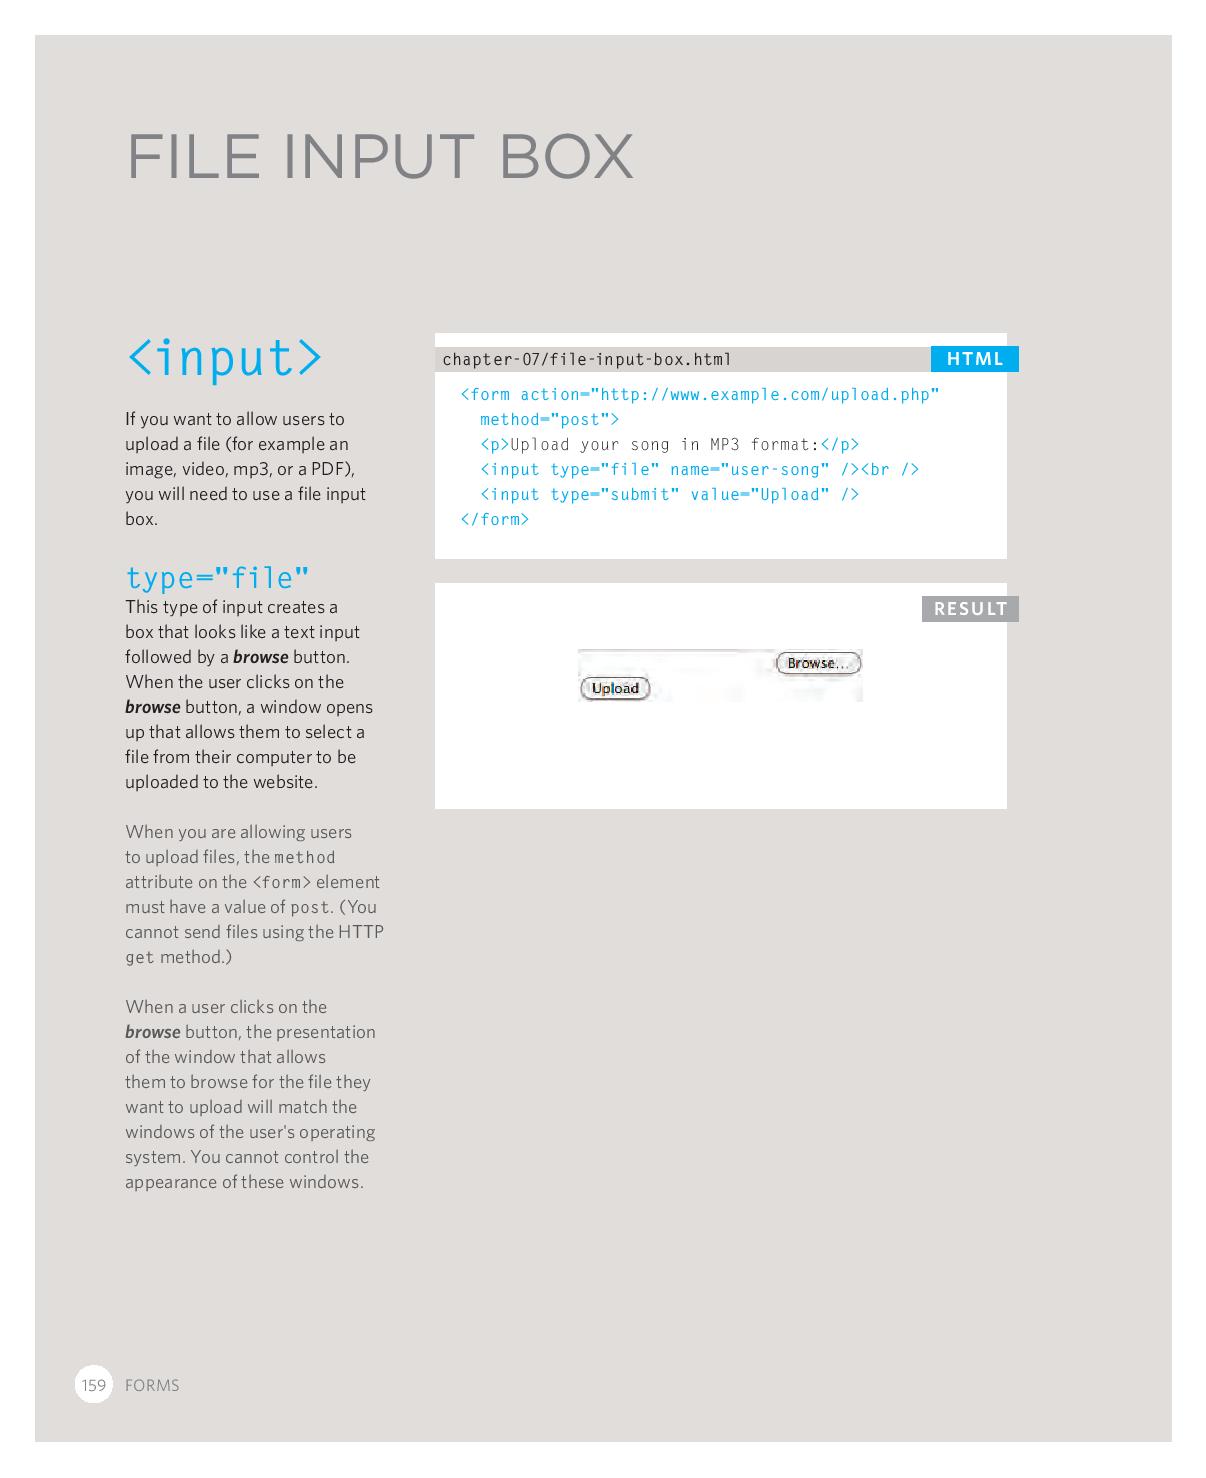 FILE INPUT BOX
<input>
If you want to allow users to
upload a file (for example an
image, video, mp3, or a PDF),
you will need to use a file input
box.
type="file"
This type of input creates a
box that looks like a text input
followed by a browse button.
When the user clicks on the
browse button, a window opens
up that allows them to select a
file from their computer to be
uploaded to the website.
When you are allowing users
to upload files, the method
attribute on the <form> element
must have a value of post. (You
cannot send files using the HTTP
get method.)
When a user clicks on the
browse button, the presentation
of the window that allows
them to browse for the file they
want to upload will match the
windows of the user's operating
system. You cannot control the
appearance of these windows.
chapter-07/file-input-box.html
HTML
<form action="http://www.example.com/upload.php"
method="post">
<p>Upload your song in MP3 format:</p>
<input type="file" name="user-song" /><br />
<input type="submit" value="Upload" />
</form>
RESULT
Browse...
Upload
159 FORMS